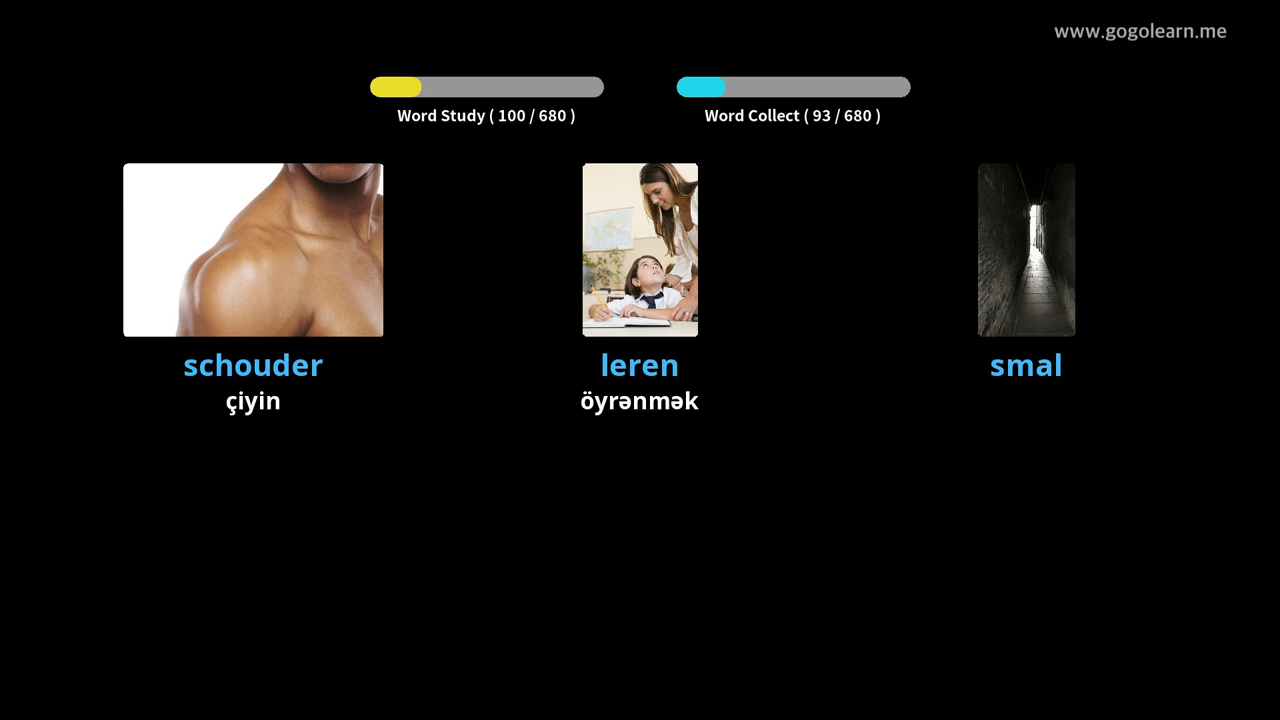 www.gogolearn.me
Word Study ( 100 / 680 )
Word Collect ( 93 / 680 )
schouder
leren
smal
çiyin
öyrənmək